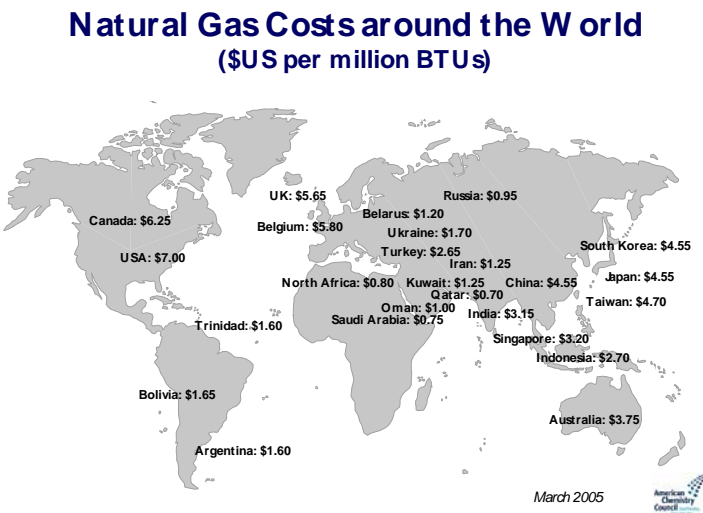 Natural Gas Costs around the World
($US per million BTUs)
UK: $5.65
Russia: $0.95
Canada: $6.25
Belarus: $1.20
Belgium: $5.80
Ukraine: $1.70
South Korea: $4.55
USA: $7.00
Turkey: $2.65
Iran: $1.25
Japan: $4.55
North Africa: $0.80
Kuwait: $1.25
China: $4.55
Qatar: $0.70
Taiwan: $4.70
Oman: $1.00
India: $3.15
Saudi Arabia: $0.75
Trinidad: $1.60
Singapore: $3.20
Indonesia: $2.70
Bolivia: $1.65
Australia: $3.75
Argentina: $1.60
March 2005
American
Chemistry
Council